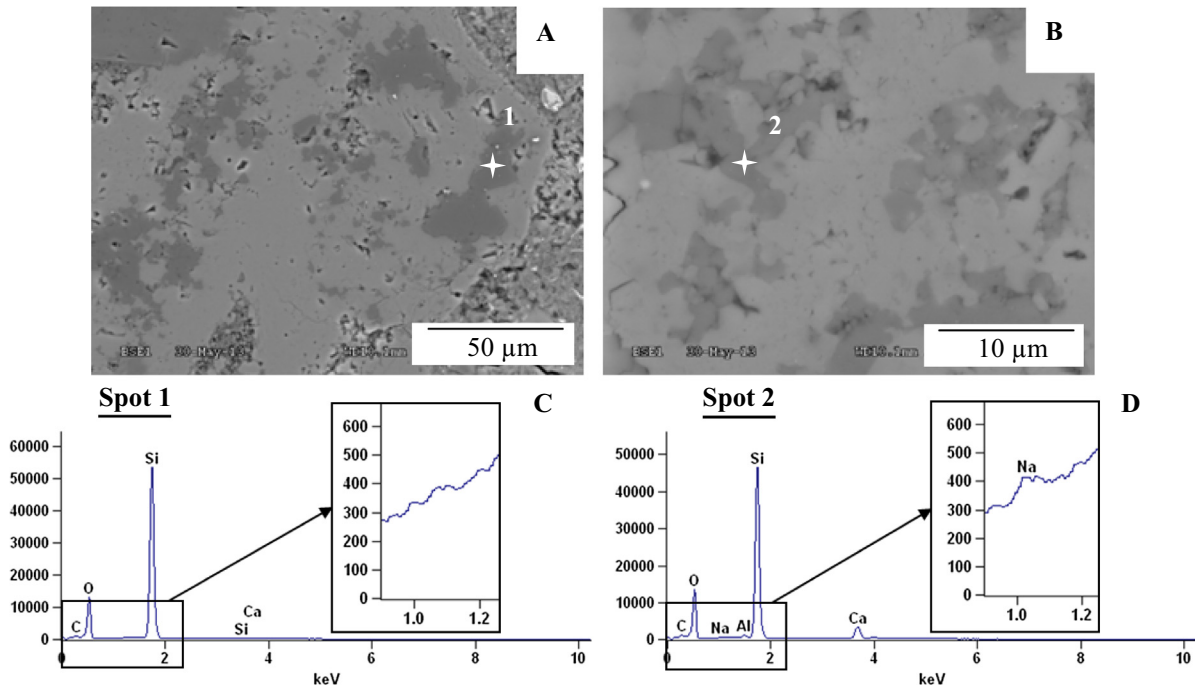 A
1
BSE1 30-May-13
50 µm
B
2
BSE1 30-May-13
10 µm
Spot 1
C
60000
50000
40000
30000
20000
10000
0
Si
O
C
Ca
Si
0 2 4 6 8 10
keV
600
500
400
300
200
100
0
1.0 1.2
Spot 2
D
50000
40000
30000
20000
10000
0
Si
O
C Na Al
Ca
0 2 4 6 8 10
keV
600
500
400
300
200
100
0
Na
1.0 1.2